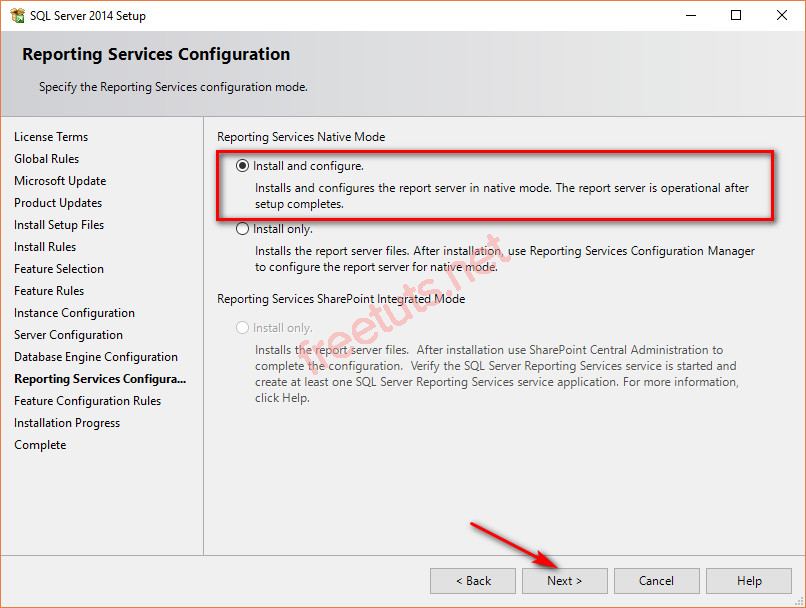 SQL Server 2014 Setup
Reporting Services Configuration
Specify the Reporting Services configuration mode.
License Terms
Global Rules
Microsoft Update
Product Updates
Install Setup Files
Install Rules
Feature Selection
Feature Rules
Instance Configuration
Server Configuration
Database Engine Configuration
Reporting Services Configura...
Feature Configuration Rules
Installation Progress
Complete
Reporting Services Native Mode
Install and configure.
Installs and configures the report server in native mode. The report server is operational after
setup completes.
Install only.
Installs the report server files. After installation, use Reporting Services Configuration Manager
to configure the report server for native mode.
Reporting Services SharePoint Integrated Mode
Install only.
Installs the report server files. After installation use SharePoint Central Administration to
complete the configuration. Verify the SQL Server Reporting Services service is started and
create at least one SQL Server Reporting Services service application. For more information,
click Help.
freetuts.net
< Back
Next >
Cancel
Help